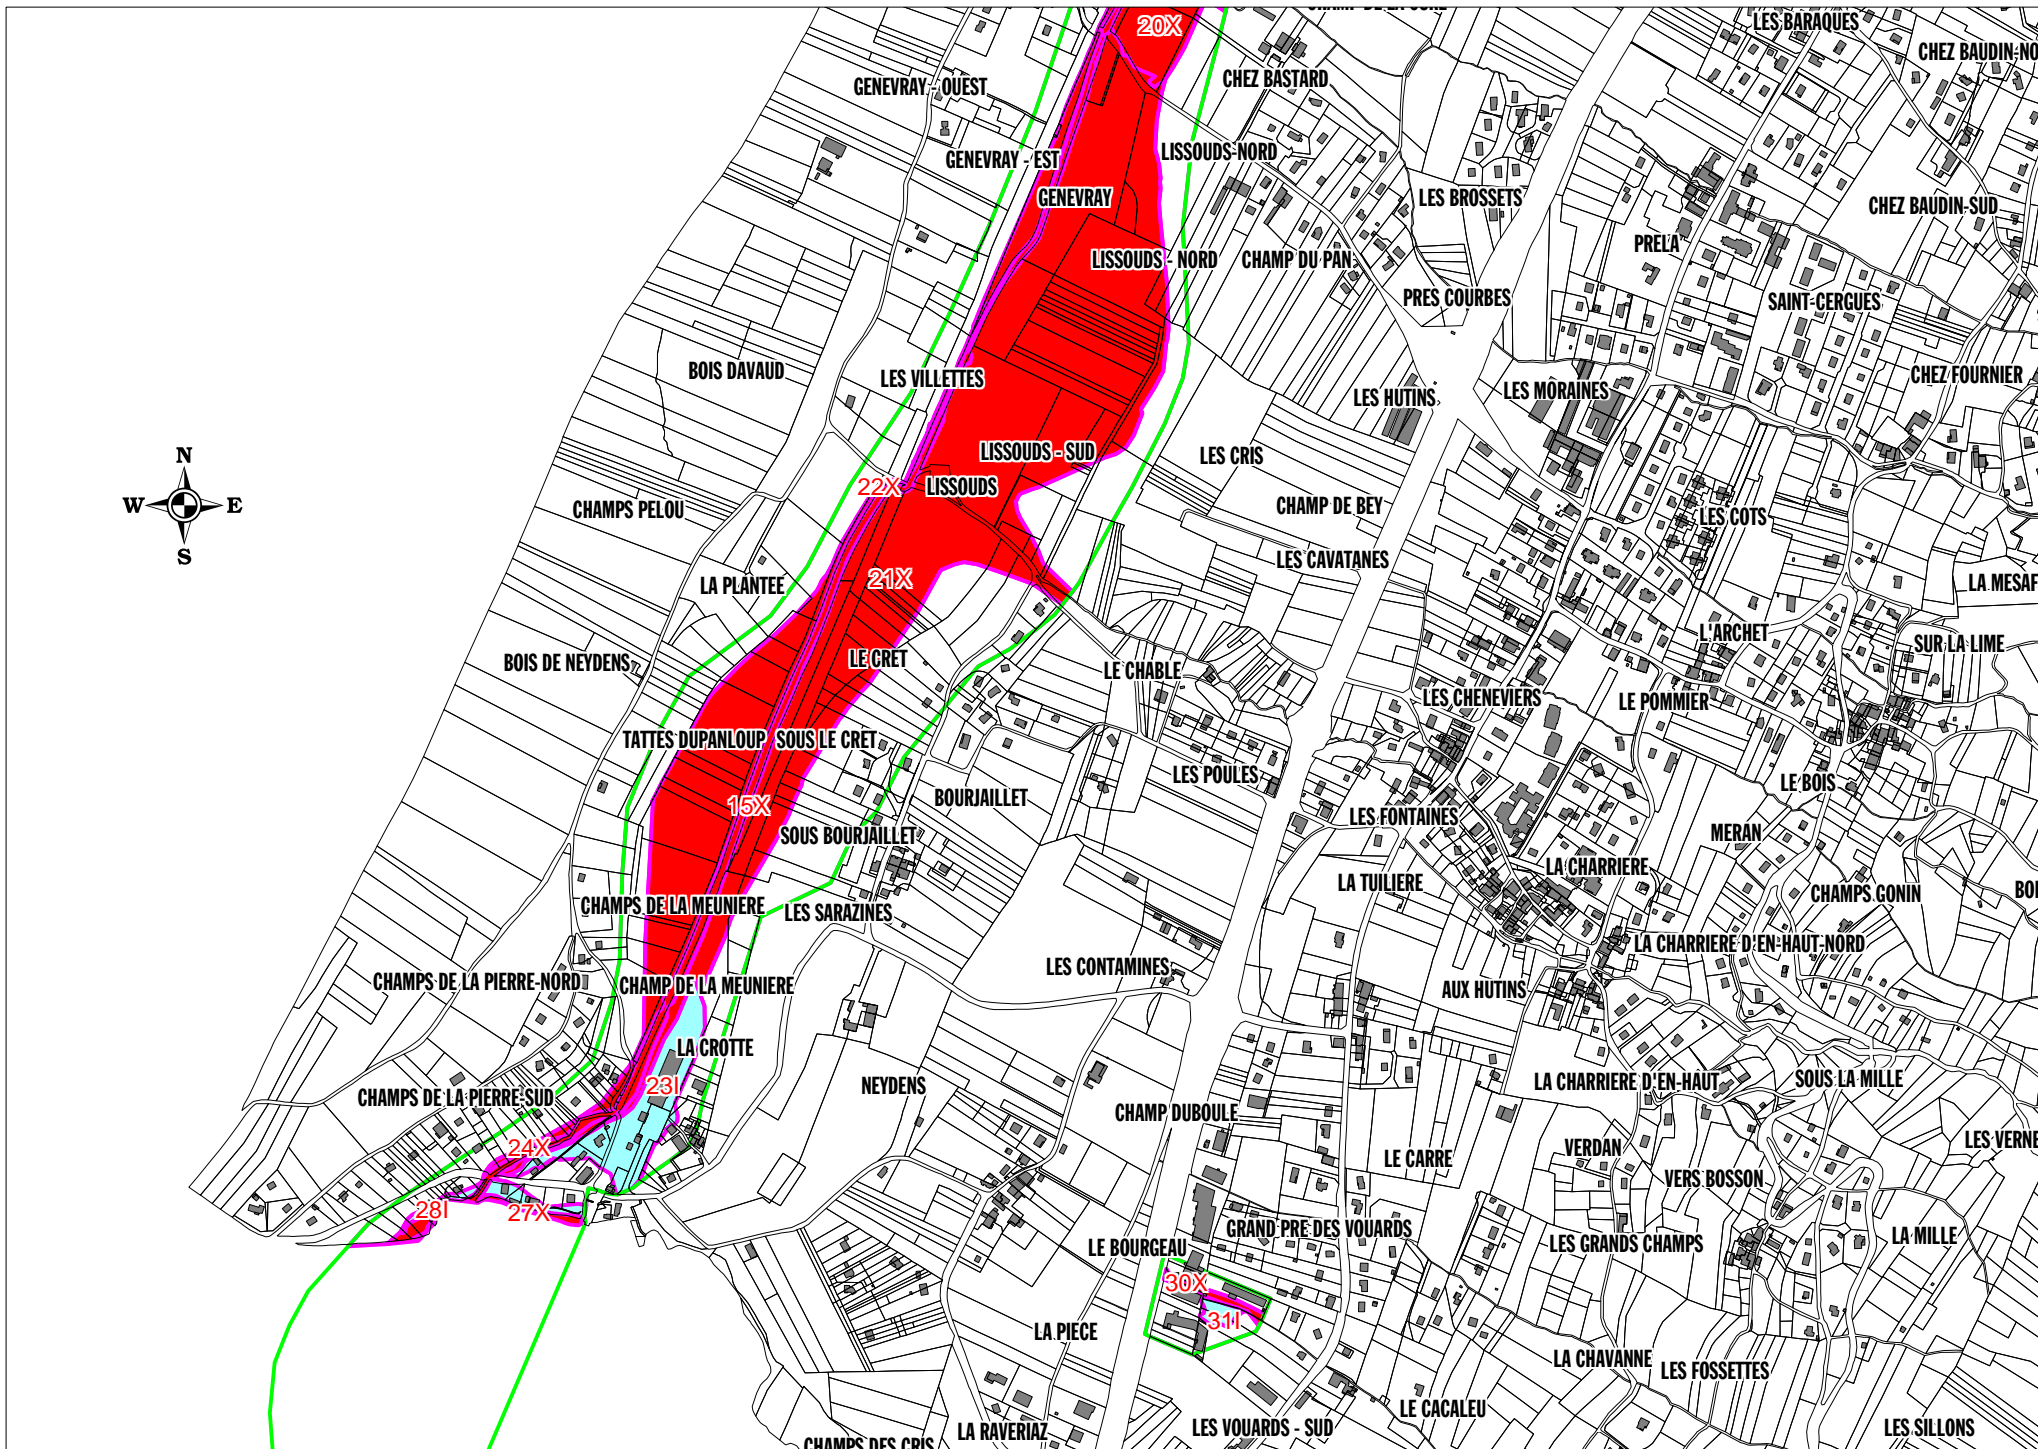 20X
LES BARAQUES
CHEZ BAUDIN-NO
CHEZ BASTARD
GENEVRAY - OUEST
GENEVRAY - EST
LISSOUDS-NORD
GENEVRAY
LES BROSSETS
CHEZ BAUDIN-SUD
PRELA
LISSOUDS - NORD
CHAMP DU PAN
PRES COURBES
SAINT-CERGUES
BOIS DAVAUD
LES VILLETTES
CHEZ FOURNIER
LES HUTINS
LES MORAINES
N
LISSOUDS - SUD
LES CRIS
22X
LISSOUDS
W
E
CHAMPS PELOU
CHAMP DE BEY
LES COTS
S
LES CAVATANES
21X
LA PLANTEE
LA MESAF
L'ARCHET
SUR LA LIME
LE CRET
BOIS DE NEYDENS
LE CHABLE
LES CHENEVIERS
LE POMMIER
TATTES DUPANLOUP
SOUS LE CRET
LES POULES
LE BOIS
BOURJAILLET
15X
LES FONTAINES
SOUS BOURJAILLET
MERAN
LA CHARRIERE
LA TUILIERE
CHAMPS GONIN
BOI
CHAMPS DE LA MEUNIERE
LES SARAZINES
LA CHARRIERE D'EN-HAUT-NORD
LES CONTAMINES
CHAMPS DE LA PIERRE-NORD
CHAMP DE LA MEUNIERE
AUX HUTINS
LA CROTTE
23I
NEYDENS
LA CHARRIERE D'EN-HAUT
SOUS LA MILLE
CHAMPS DE LA PIERRE-SUD
CHAMP DUBOULE
24X
LES VERNE
VERDAN
LE CARRE
VERS BOSSON
28I
27X
GRAND PRE DES VOUARDS
LA MILLE
LE BOURGEAU
LES GRANDS CHAMPS
30X
31I
LA PIECE
LA CHAVANNE
LES FOSSETTES
LE CACALEU
LA RAVERIAZ
LES VOUARDS - SUD
LES SILLONS
CHAMPS DES CRIS